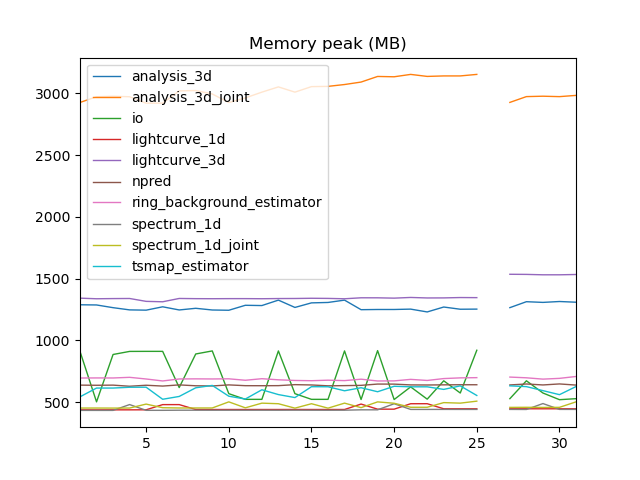 Memory peak (MB)
analysis_3d
analysis_3d_joint
io
lightcurve_1d
lightcurve_3d
npred
ring_background_estimator
spectrum_1d
spectrum_1d_joint
tsmap_estimator
3000
2500
2000
1500
1000
500
5 10 15 20 25 30